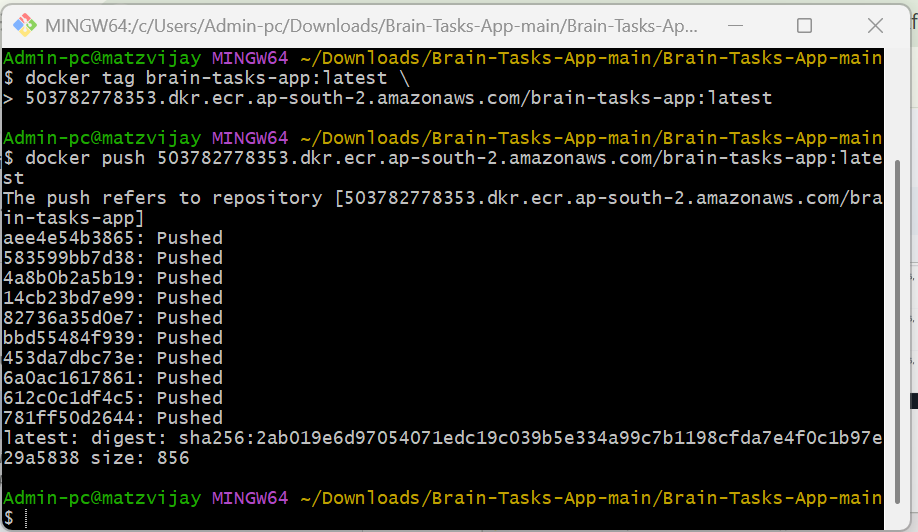 MINGW64:/c/Users/Admin-pc/Downloads/Brain-Tasks-App-main/Brain-Tasks-Ap...
Admin-pc@matzvijay MINGW64 ~/Downloads/Brain-Tasks-App-main/Brain-Tasks-App-main
$ docker tag brain-tasks-app:latest \
> 503782778353.dkr.ecr.ap-south-2.amazonaws.com/brain-tasks-app:latest
Admin-pc@matzvijay MINGW64 ~/Downloads/Brain-Tasks-App-main/Brain-Tasks-App-main
$ docker push 503782778353.dkr.ecr.ap-south-2.amazonaws.com/brain-tasks-app:late
st
The push refers to repository [503782778353.dkr.ecr.ap-south-2.amazonaws.com/bra
in-tasks-app]
aee4e54b3865: Pushed
583599bb7d38: Pushed
4a8b0b2a5b19: Pushed
14cb23bd7e99: Pushed
82736a35d0e7: Pushed
bbd55484f939: Pushed
453da7dbc73e: Pushed
6a0ac1617861: Pushed
612c0c1df4c5: Pushed
781ff50d2644: Pushed
latest: digest: sha256:2ab019e6d97054071edc19c039b5e334a99c7b1198cfda7e4f0c1b97e
29a5838 size: 856
Admin-pc@matzvijay MINGW64 ~/Downloads/Brain-Tasks-App-main/Brain-Tasks-App-main
$